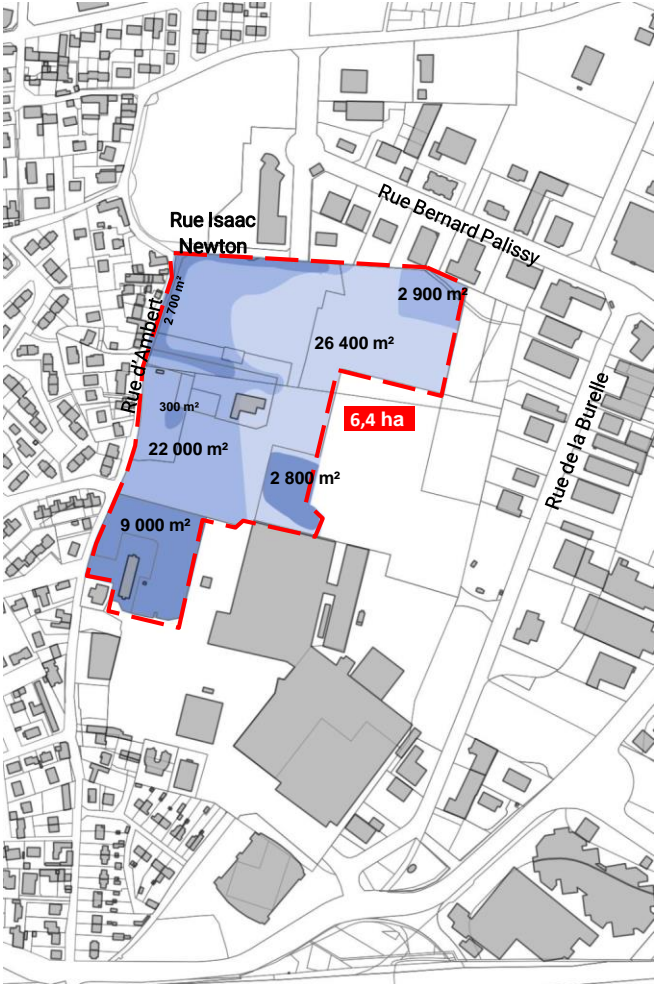 Rue Isaac
Newton
Rue Bernard Palissy
2 700 m²
2 900 m²
Rue d'Ambert
26 400 m²
300 m²
6,4 ha
22 000 m²
Rue de la Burelle
2 800 m²
9 000 m²